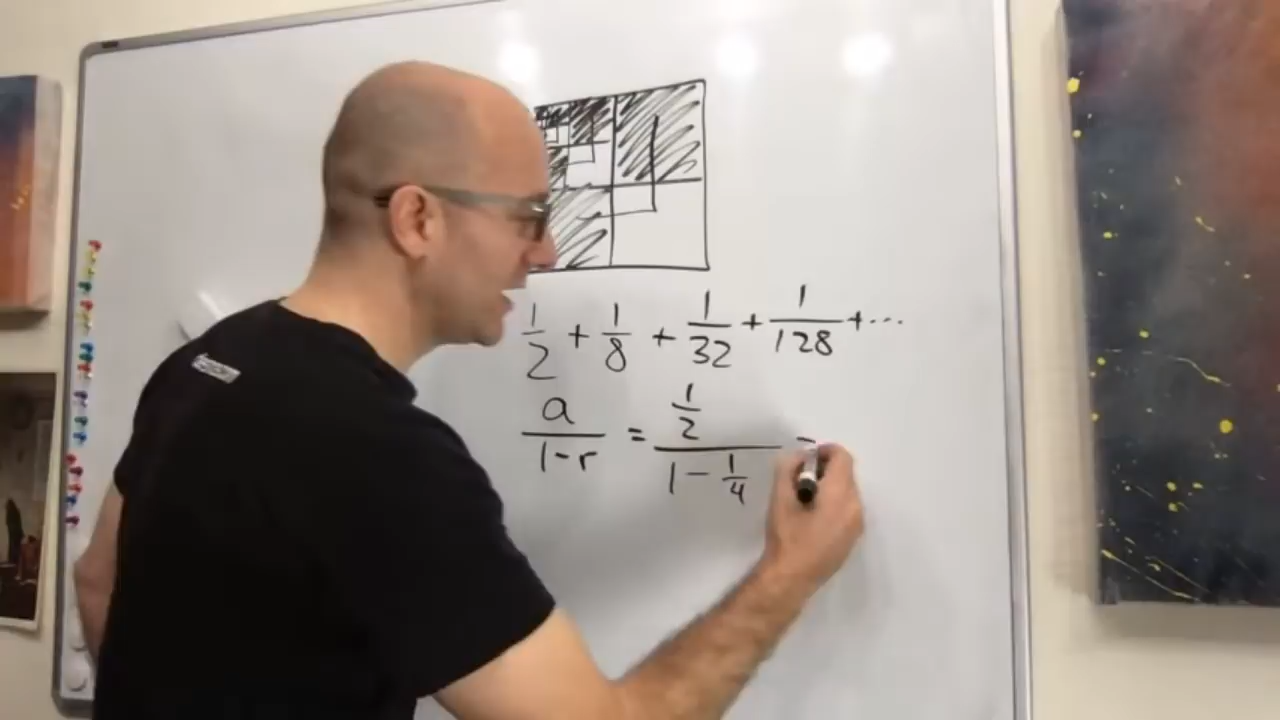 1/2 + 1/8 + 1/32 + 1/128 + ...
a/(1-r) = (1/2)/(1 - 1/4) =